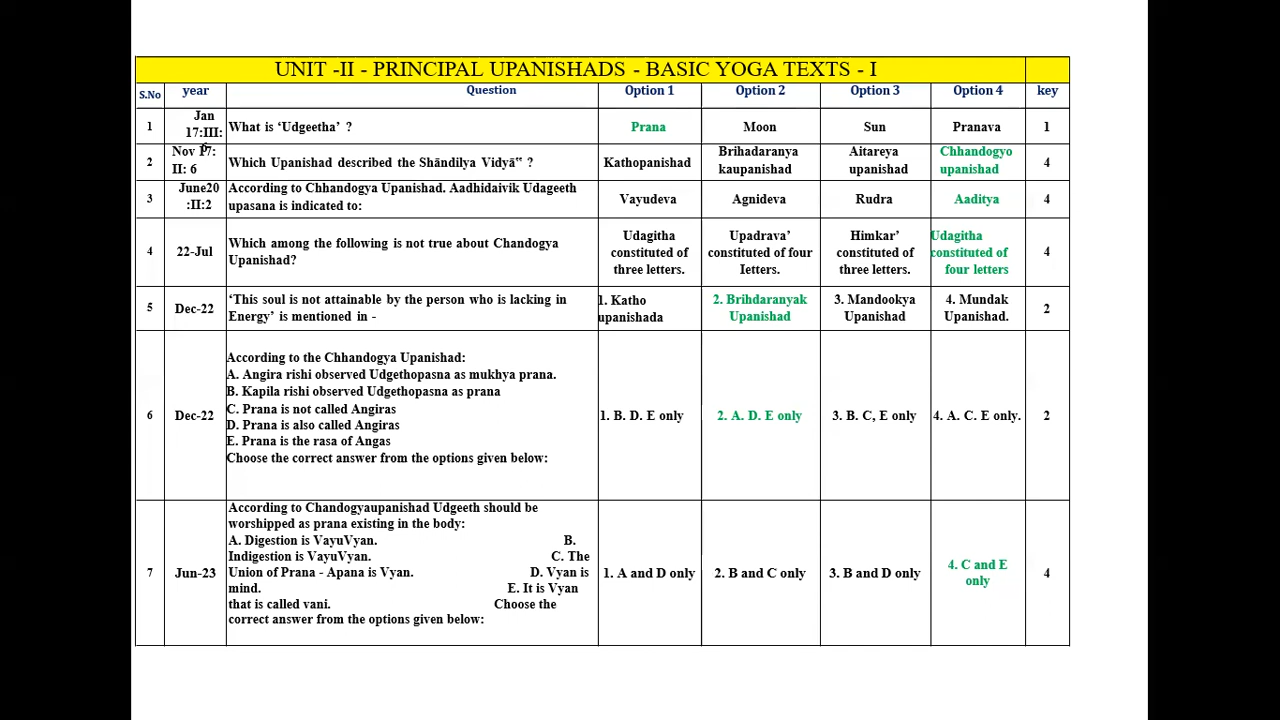 UNIT -II - PRINCIPAL UPANISHADS - BASIC YOGA TEXTS - I
S.No year Question Option 1 Option 2 Option 3 Option 4 key
1
Jan
17:III:
6
What is ‘Udgeetha’ ?
Prana
Moon
Sun
Pranava
1
2
Nov 17:
II: 6
Which Upanishad described the Shāndilya Vidyā‟ ?
Kathopanishad
Brihadaranya
kaupanishad
Aitareya
upanishad
Chhandogyo
upanishad
4
3
June20
:II:2
According to Chhandogya Upanishad. Aadhidaivik Udageeth
upasana is indicated to:
Vayudeva
Agnideva
Rudra
Aaditya
4
4
22-Jul
Which among the following is not true about Chandogya
Upanishad?
Udagitha
constituted of
three letters.
Upadrava’
constituted of four
Ietters.
Himkar’
constituted of
three letters.
Udagitha
constituted of
four letters
4
5
Dec-22
‘This soul is not attainable by the person who is lacking in
Energy’ is mentioned in -
1. Katho
upanishada
2. Brihdaranyak
Upanishad
3. Mandookya
Upanishad
4. Mundak
Upanishad.
2
6
Dec-22
According to the Chhandogya Upanishad:
A. Angira rishi observed Udgethopasna as mukhya prana.
B. Kapila rishi observed Udgethopasna as prana
C. Prana is not called Angiras
D. Prana is also called Angiras
E. Prana is the rasa of Angas
Choose the correct answer from the options given below:
1. B. D. E only
2. A. D. E only
3. B. C, E only
4. A. C. E only.
2
7
Jun-23
According to Chandogyaupanishad Udgeeth should be
worshipped as prana existing in the body:
A. Digestion is VayuVyan. B.
Indigestion is VayuVyan. C. The
Union of Prana - Apana is Vyan. D. Vyan is
mind. E. It is Vyan
that is called vani. Choose the
correct answer from the options given below:
1. A and D only
2. B and C only
3. B and D only
4. C and E
only
4